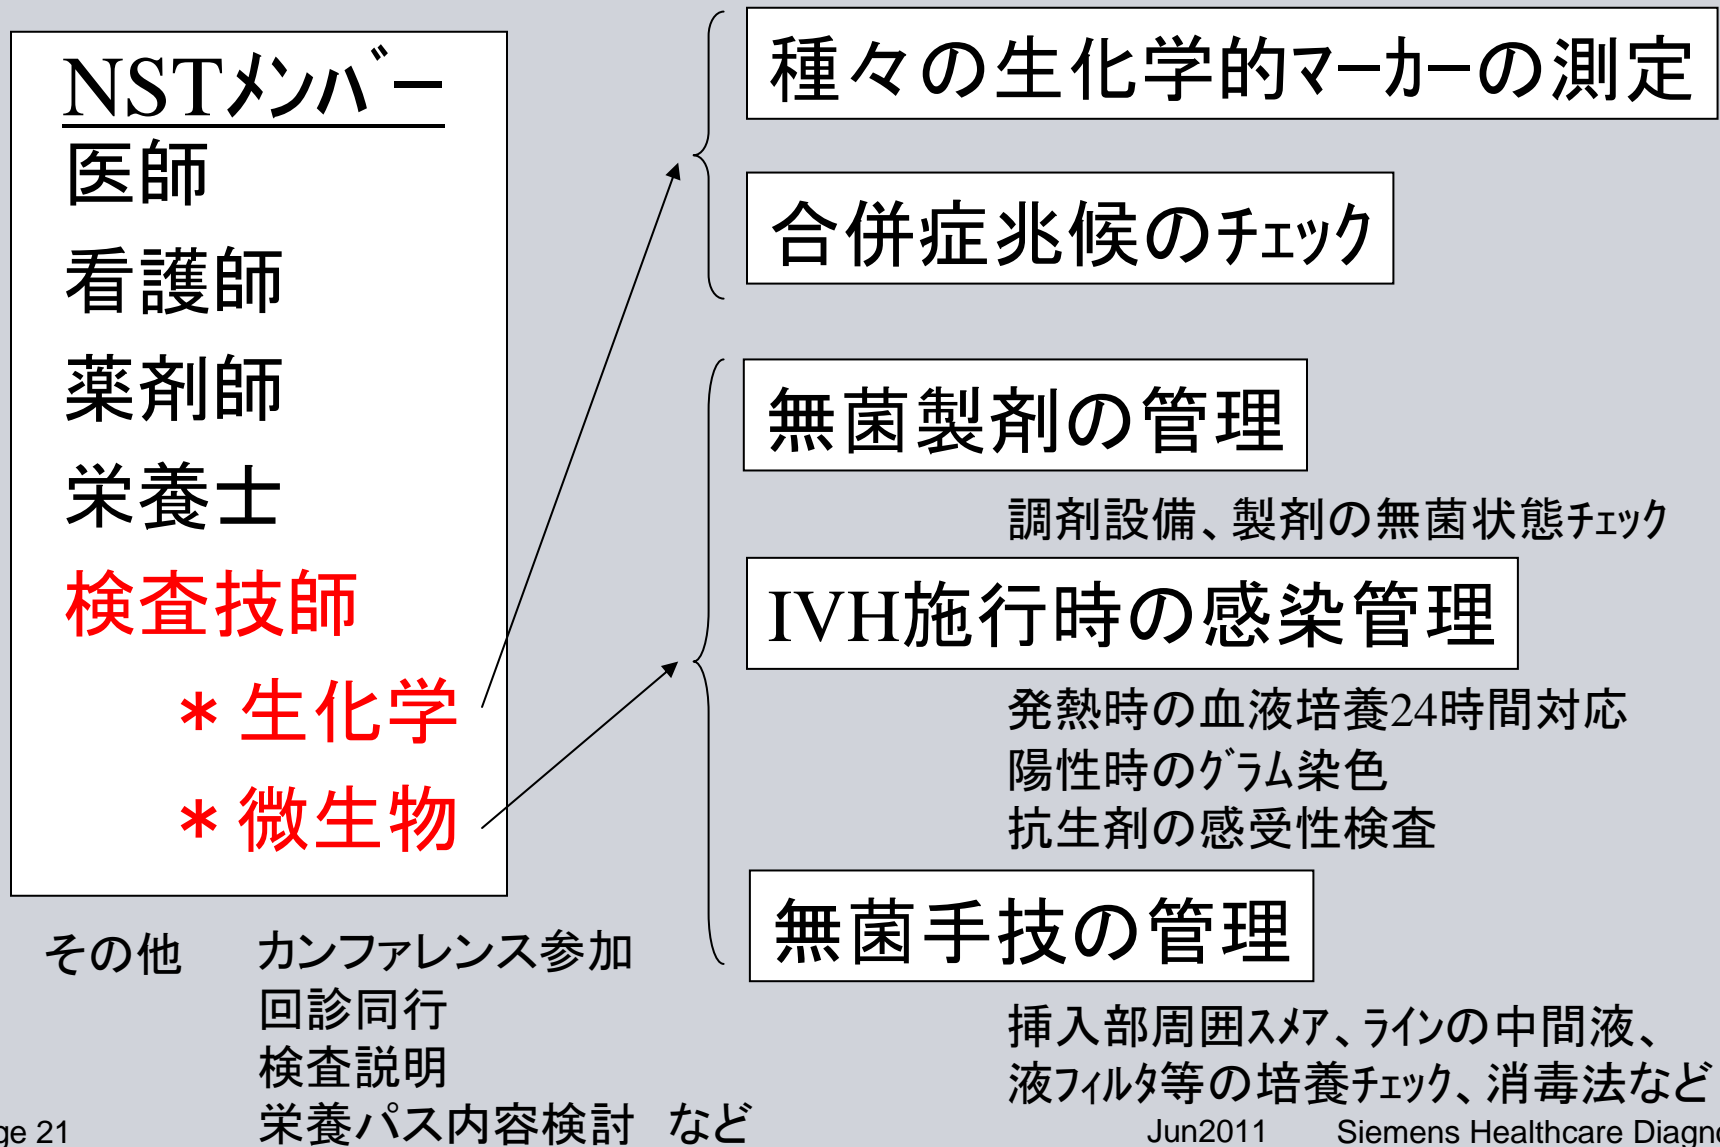 NSTメンバー
医師
看護師
薬剤師
栄養士
検査技師
＊生化学
＊微生物
その他 カンファレンス参加
回診同行
検査説明
栄養パス内容検討 など
種々の生化学的マーカーの測定
合併症兆候のチェック
無菌製剤の管理
調剤設備、製剤の無菌状態チェック
IVH施行時の感染管理
発熱時の血液培養24時間対応
陽性時のグラム染色
抗生剤の感受性検査
無菌手技の管理
挿入部周囲スメア、ラインの中間液、
液フィルタ等の培養チェック、消毒法など
ge 21 Jun2011 Siemens Healthcare Diagno